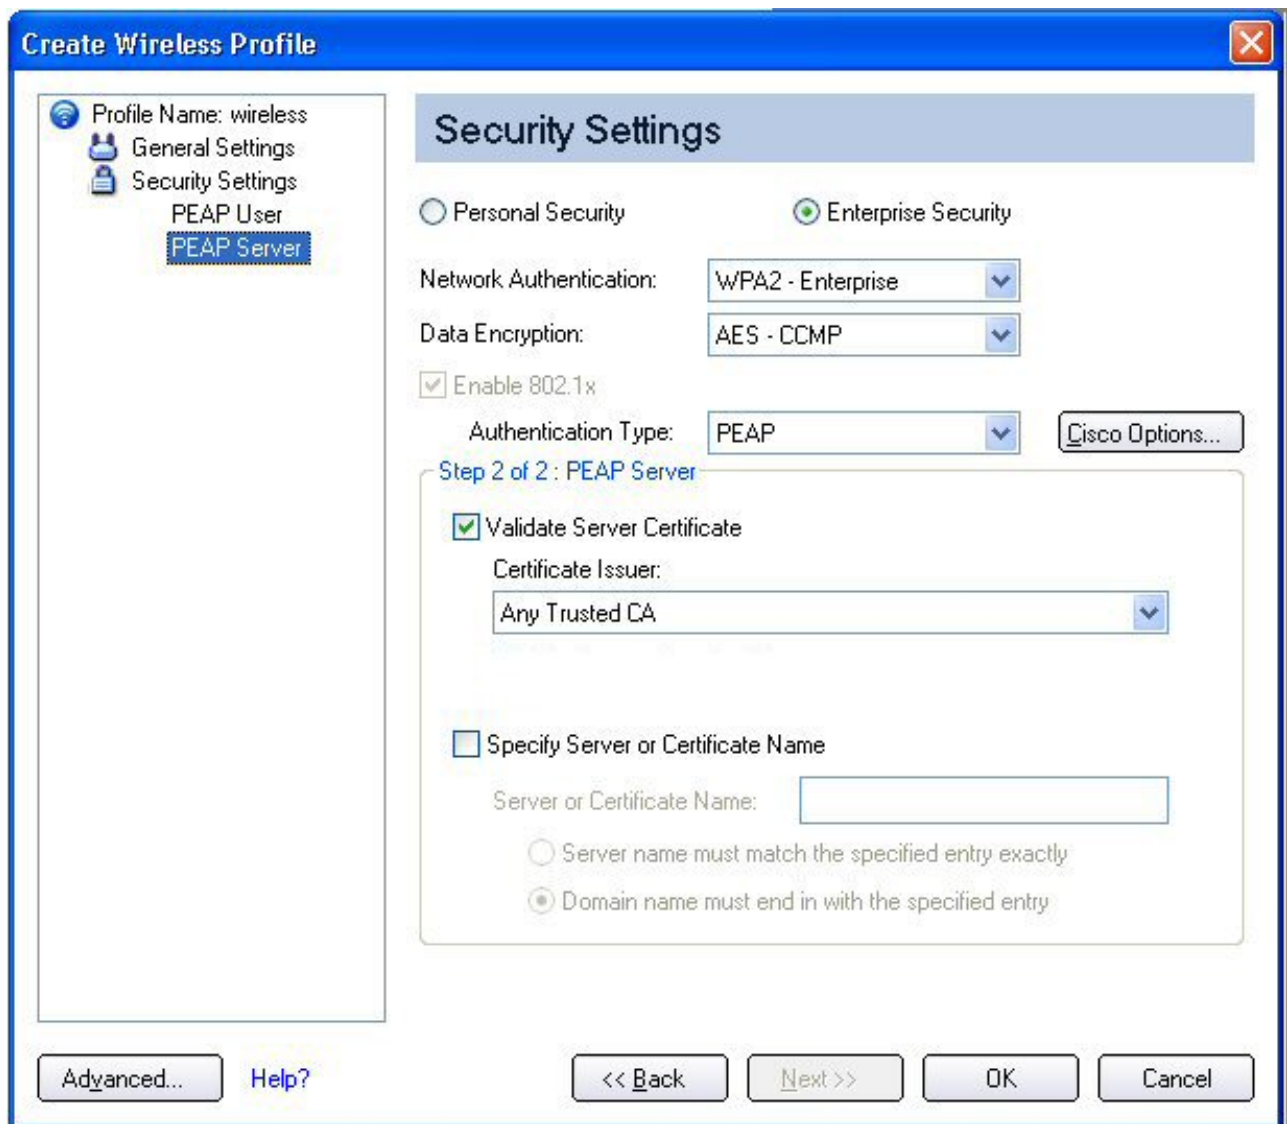 Create Wireless Profile
Profile Name: wireless
General Settings
Security Settings
PEAP User
PEAP Server
Security Settings
Personal Security
Enterprise Security
Network Authentication:
WPA2 - Enterprise
Data Encryption:
AES - CCMP
Enable 802.1x
Authentication Type:
PEAP
Cisco Options...
Step 2 of 2 : PEAP Server
Validate Server Certificate
Certificate Issuer:
Any Trusted CA
Specify Server or Certificate Name
Server or Certificate Name:
Server name must match the specified entry exactly
Domain name must end in with the specified entry
Advanced...
Help?
<< Back
Next >>
OK
Cancel